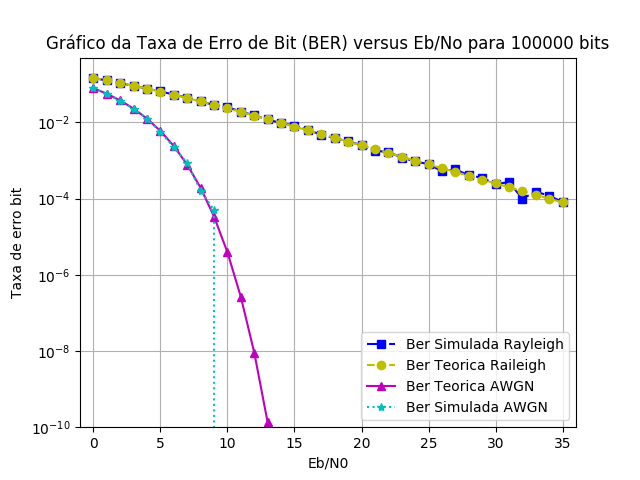 Gráfico da Taxa de Erro de Bit (BER) versus Eb/No para 100000 bits
Taxa de erro bit
10⁻²
10⁻⁴
10⁻⁶
10⁻⁸
10⁻¹⁰
Ber Simulada Rayleigh
Ber Teorica Raileigh
Ber Teorica AWGN
Ber Simulada AWGN
0 5 10 15 20 25 30 35
Eb/N0